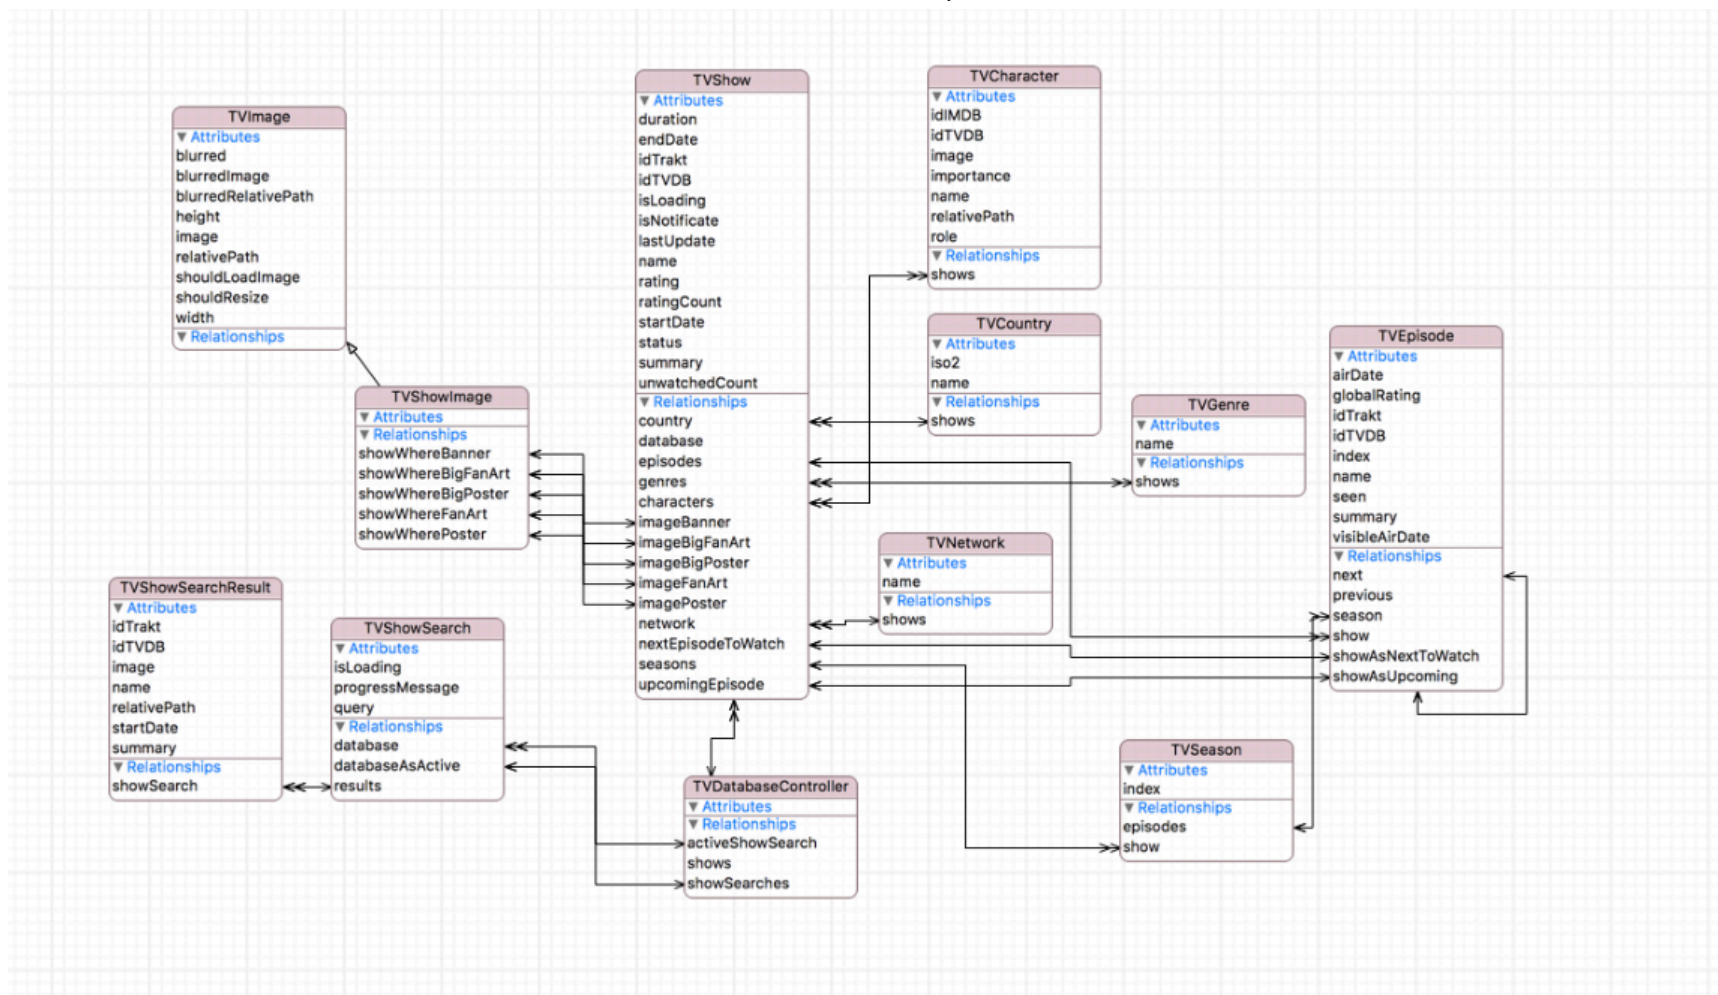 TVImage
Attributes
blurred
blurredImage
blurredRelativePath
height
image
relativePath
shouldLoadImage
shouldResize
width
Relationships
TVShowImage
Attributes
Relationships
showWhereBanner
showWhereBigFanArt
showWhereBigPoster
showWhereFanArt
showWherePoster
TVShowSearchResult
Attributes
idTrakt
idTVDB
image
name
relativePath
startDate
summary
Relationships
showSearch
TVShowSearch
Attributes
isLoading
progressMessage
query
Relationships
database
databaseAsActive
results
TVShow
Attributes
duration
endDate
idTrakt
idTVDB
isLoading
isNotificate
lastUpdate
name
rating
ratingCount
startDate
status
summary
unwatchedCount
Relationships
country
database
episodes
genres
characters
imageBanner
imageBigFanArt
imageBigPoster
imageFanArt
imagePoster
network
nextEpisodeToWatch
seasons
upcomingEpisode
TVDatabaseController
Attributes
Relationships
activeShowSearch
shows
showSearches
TVCharacter
Attributes
idIMDB
idTVDB
image
importance
name
relativePath
role
Relationships
shows
TVCountry
Attributes
iso2
name
Relationships
shows
TVNetwork
Attributes
name
Relationships
shows
TVGenre
Attributes
name
Relationships
shows
TVEpisode
Attributes
airDate
globalRating
idTrakt
idTVDB
index
name
seen
summary
visibleAirDate
Relationships
next
previous
season
show
showAsNextToWatch
showAsUpcoming
TVSeason
Attributes
index
Relationships
episodes
show